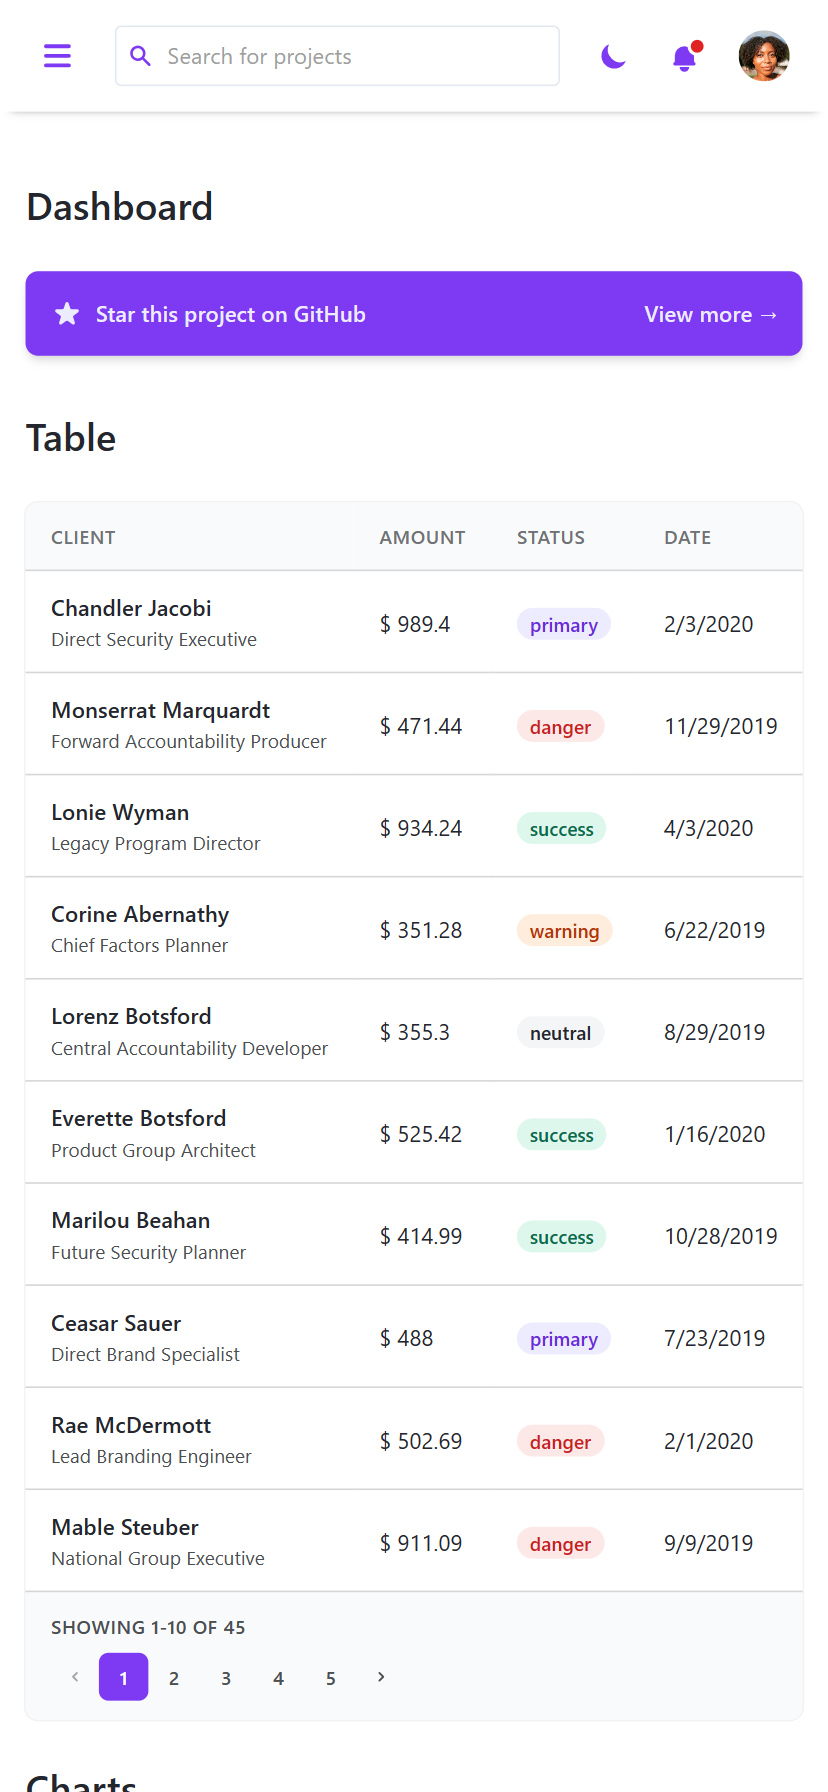 Search for projects
Dashboard
Star this project on GitHub View more →
Table
CLIENT AMOUNT STATUS DATE
Chandler Jacobi
Direct Security Executive
$ 989.4 primary 2/3/2020
Monserrat Marquardt
Forward Accountability Producer
$ 471.44 danger 11/29/2019
Lonie Wyman
Legacy Program Director
$ 934.24 success 4/3/2020
Corine Abernathy
Chief Factors Planner
$ 351.28 warning 6/22/2019
Lorenz Botsford
Central Accountability Developer
$ 355.3 neutral 8/29/2019
Everette Botsford
Product Group Architect
$ 525.42 success 1/16/2020
Marilou Beahan
Future Security Planner
$ 414.99 success 10/28/2019
Ceasar Sauer
Direct Brand Specialist
$ 488 primary 7/23/2019
Rae McDermott
Lead Branding Engineer
$ 502.69 danger 2/1/2020
Mable Steuber
National Group Executive
$ 911.09 danger 9/9/2019
SHOWING 1-10 OF 45
‹ 1 2 3 4 5 ›
Charts